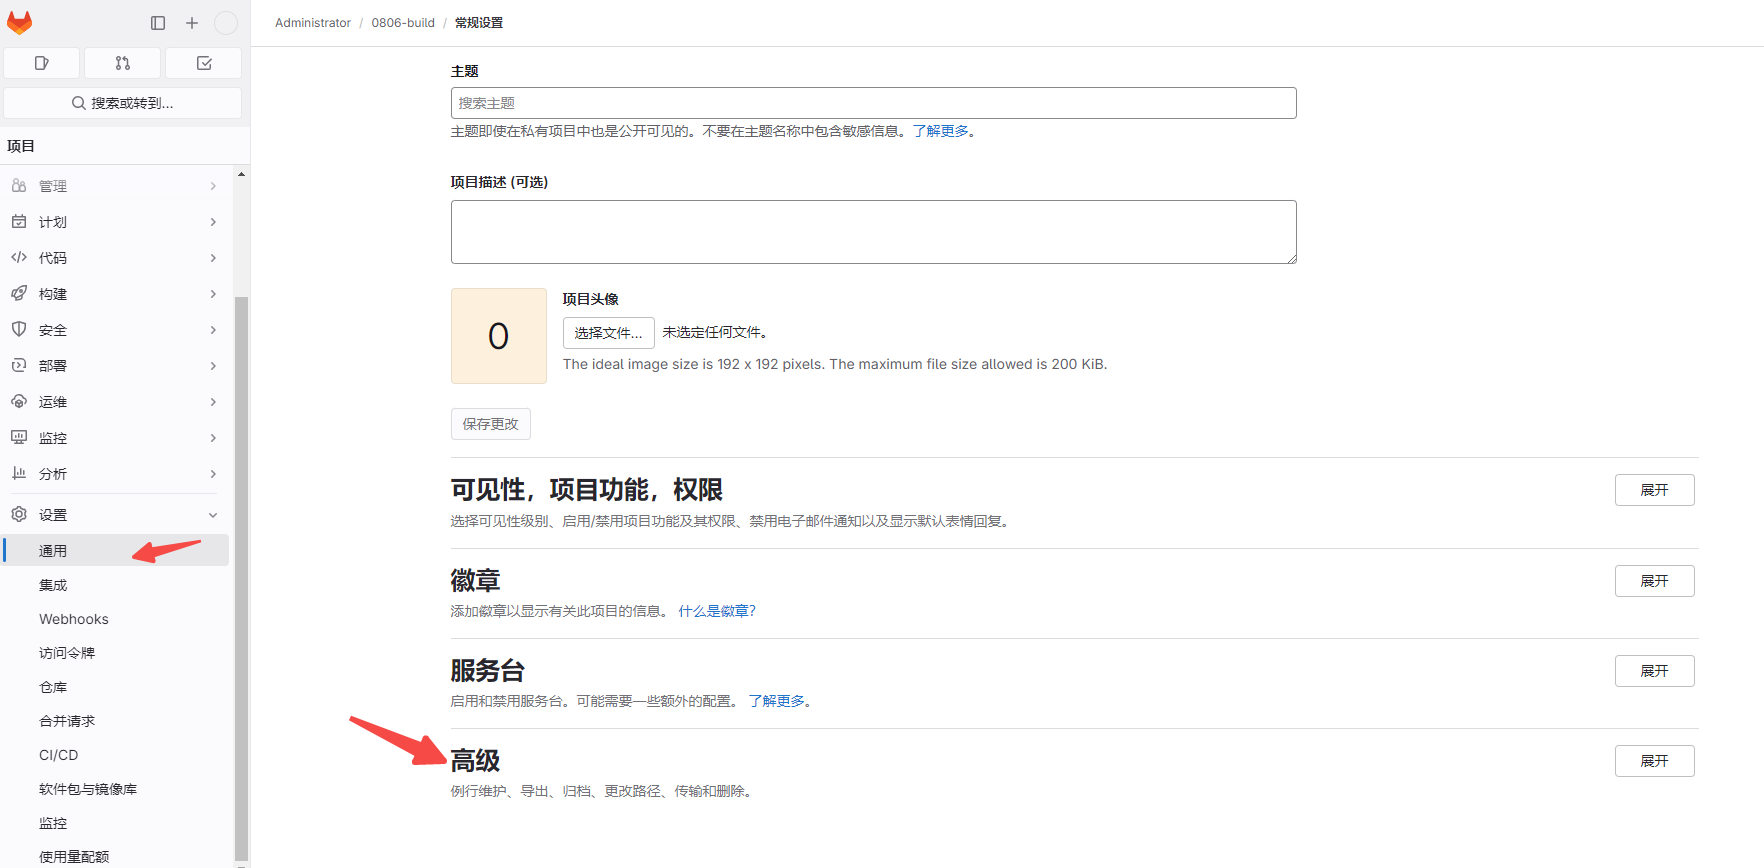 Administrator / 0806-build / 常规设置
搜索或转到...
项目
管理
计划
代码
构建
安全
部署
运维
监控
分析
设置
通用
集成
Webhooks
访问令牌
仓库
合并请求
CI/CD
软件包与镜像库
监控
使用量配额
主题
搜索主题
主题即使在私有项目中也是公开可见的。不要在主题名称中包含敏感信息。了解更多。
项目描述 (可选)
0
项目头像
选择文件... 未选定任何文件。
The ideal image size is 192 x 192 pixels. The maximum file size allowed is 200 KiB.
保存更改
可见性，项目功能，权限
展开
选择可见性级别、启用/禁用项目功能及其权限、禁用电子邮件通知以及显示默认表情回复。
徽章
展开
添加徽章以显示有关此项目的信息。 什么是徽章?
服务台
展开
启用和禁用服务台。可能需要一些额外的配置。 了解更多。
高级
展开
例行维护、导出、归档、更改路径、传输和删除。